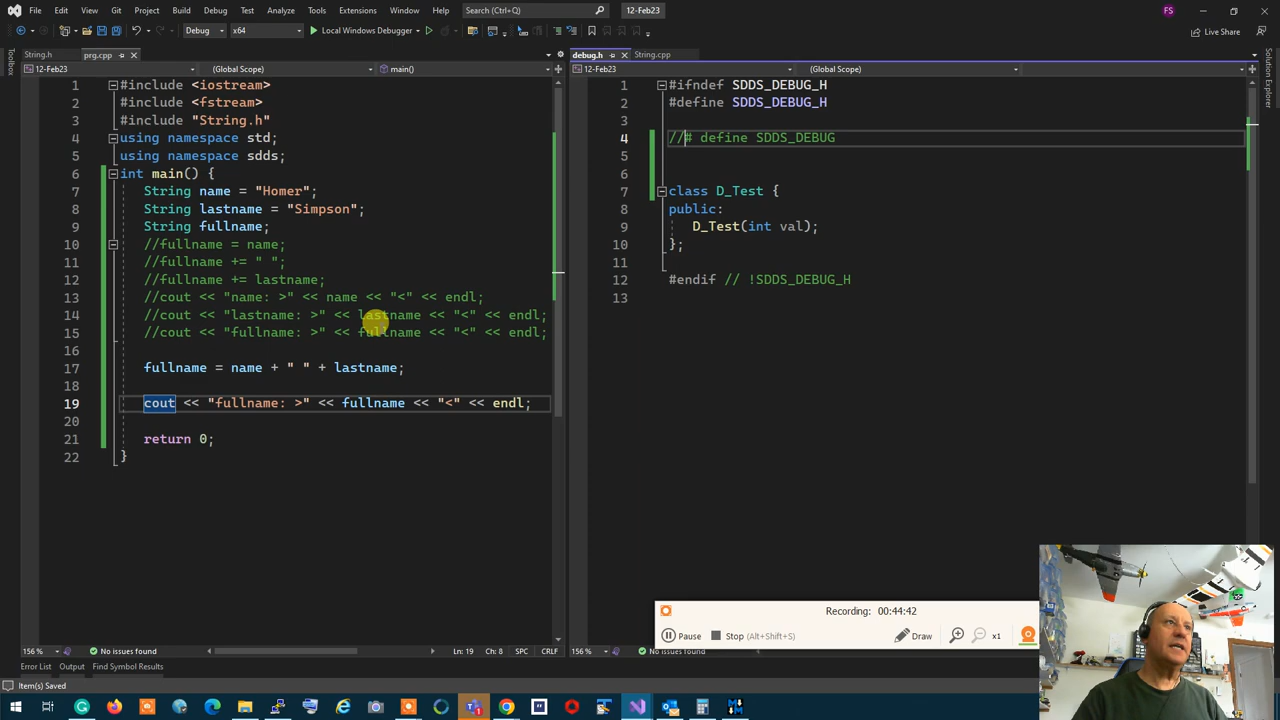 File Edit View Git Project Build Debug Test Analyze Tools Extensions Window Help Search (Ctrl+Q) 12-Feb23 FS
Debug x64 Local Windows Debugger Live Share
String.h prg.cpp debug.h String.cpp
12-Feb23 (Global Scope) main() 12-Feb23 (Global Scope)
Toolbox
Solution Explorer
1 #include <iostream>
2 #include <fstream>
3 #include "String.h"
4 using namespace std;
5 using namespace sdds;
6 int main() {
7 String name = "Homer";
8 String lastname = "Simpson";
9 String fullname;
10 //fullname = name;
11 //fullname += " ";
12 //fullname += lastname;
13 //cout << "name: >" << name << "<" << endl;
14 //cout << "lastname: >" << lastname << "<" << endl;
15 //cout << "fullname: >" << fullname << "<" << endl;
16
17 fullname = name + " " + lastname;
18
19 cout << "fullname: >" << fullname << "<" << endl;
20
21 return 0;
22 }
1 #ifndef SDDS_DEBUG_H
2 #define SDDS_DEBUG_H
3
4 //# define SDDS_DEBUG
5
6
7 class D_Test {
8 public:
9 D_Test(int val);
10 };
11
12 #endif // !SDDS_DEBUG_H
13
Recording: 00:44:42
Pause Stop (Alt+Shift+S) Draw x1
156 % No issues found Ln: 19 Ch: 8 SPC CRLF 156 % No issues found
Error List Output Find Symbol Results
Item(s) Saved